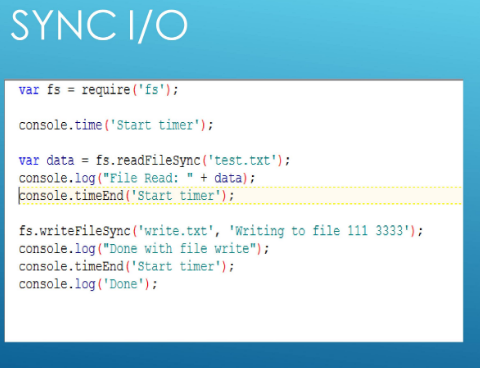 SYNC I/O
var fs = require('fs');
console.time('Start timer');
var data = fs.readFileSync('test.txt');
console.log("File Read: " + data);
console.timeEnd('Start timer');
fs.writeFileSync('write.txt', 'Writing to file 111 3333');
console.log("Done with file write");
console.timeEnd('Start timer');
console.log('Done');